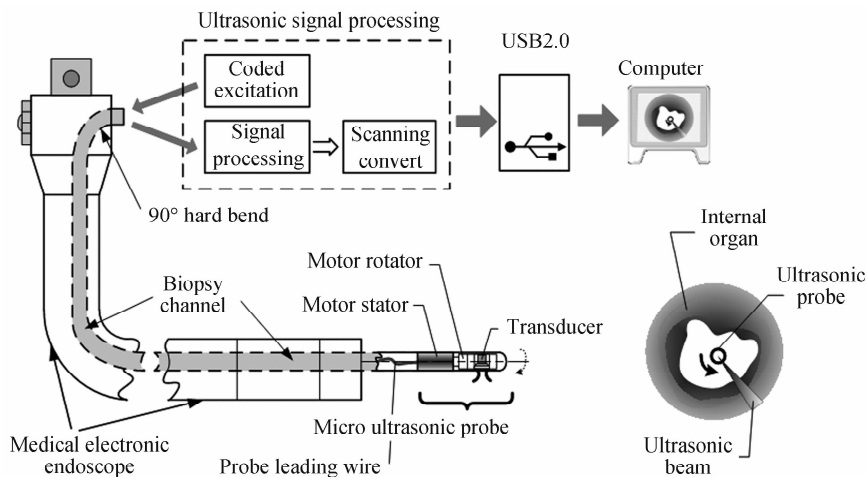 Ultrasonic signal processing
USB2.0
Computer
Coded
excitation
Signal
processing
Scanning
convert
90° hard bend
Internal
organ
Motor rotator
Ultrasonic
probe
Biopsy
channel
Motor stator
Transducer
Micro ultrasonic probe
Medical electronic
endoscope
Probe leading wire
Ultrasonic
beam